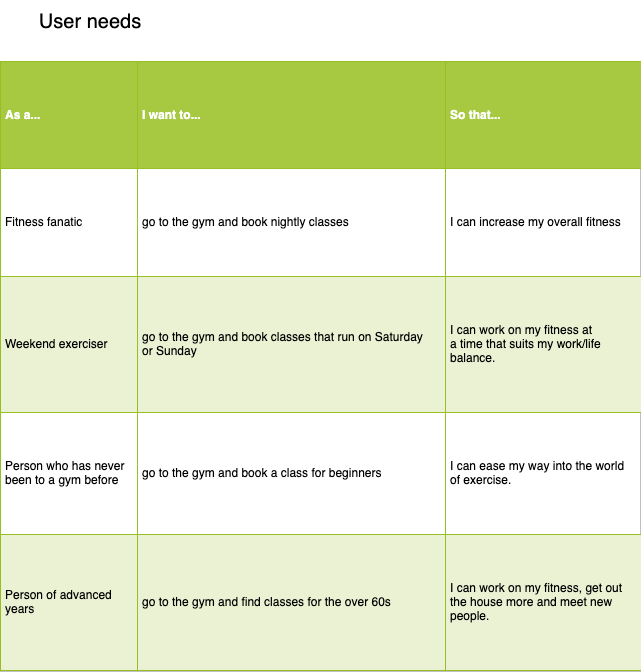 User needs
As a...
I want to...
So that...
Fitness fanatic
go to the gym and book nightly classes
I can increase my overall fitness
Weekend exerciser
go to the gym and book classes that run on Saturday
or Sunday
I can work on my fitness at
a time that suits my work/life
balance.
Person who has never
been to a gym before
go to the gym and book a class for beginners
I can ease my way into the world
of exercise.
Person of advanced
years
go to the gym and find classes for the over 60s
I can work on my fitness, get out
the house more and meet new
people.